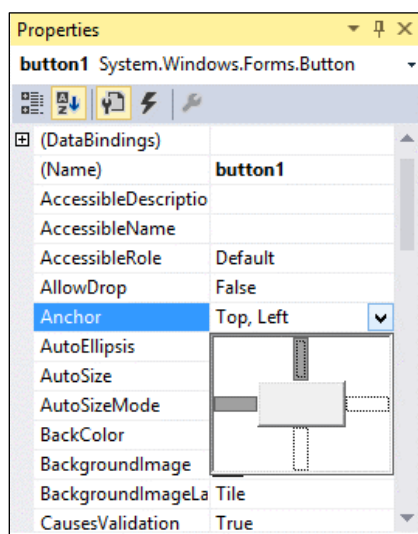 Properties
button1 System.Windows.Forms.Button
(DataBindings)
(Name) button1
AccessibleDescriptio
AccessibleName
AccessibleRole Default
AllowDrop False
Anchor Top, Left
AutoEllipsis
AutoSize
AutoSizeMode
BackColor
BackgroundImage
BackgroundImageLa Tile
CausesValidation True